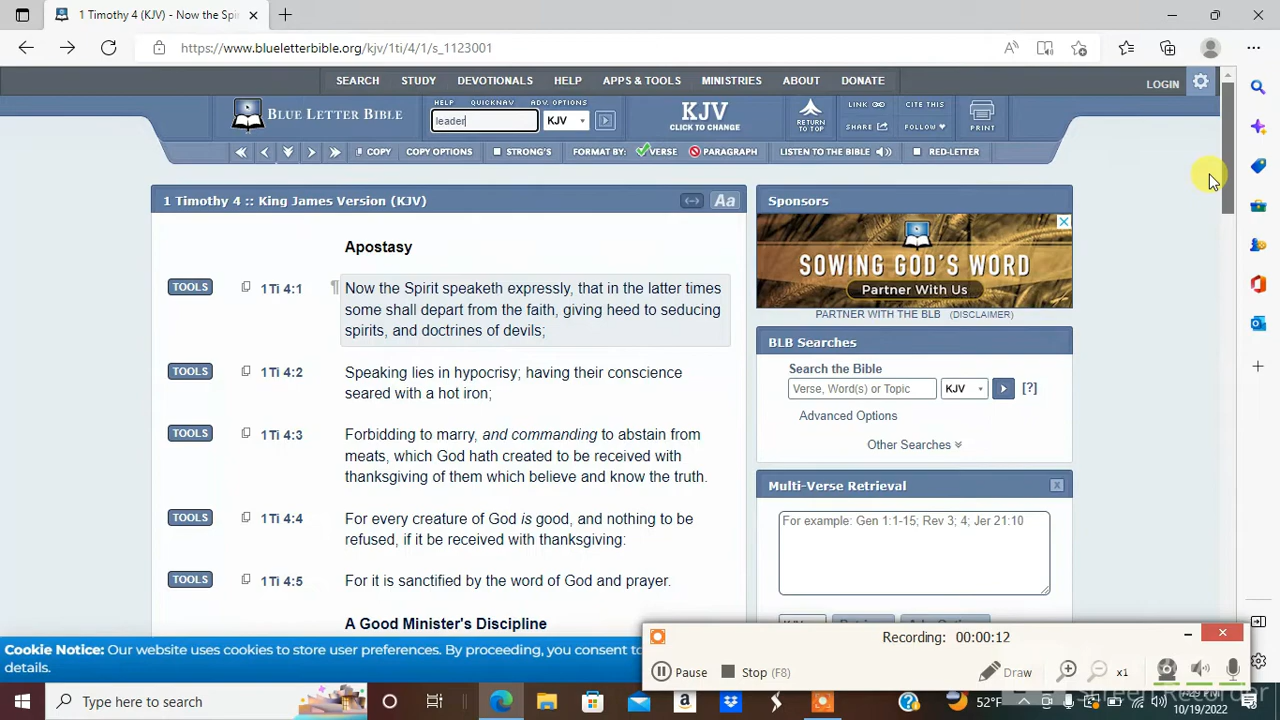 1 Timothy 4 (KJV) - Now the Spi
https://www.blueletterbible.org/kjv/1ti/4/1/s_1123001
SEARCH STUDY DEVOTIONALS HELP APPS & TOOLS MINISTRIES ABOUT DONATE LOGIN
HELP QUICKNAV ADV. OPTIONS
BLUE LETTER BIBLE
leader
KJV
KJV
CLICK TO CHANGE
RETURN
TO TOP
LINK
SHARE
CITE THIS
FOLLOW
PRINT
COPY COPY OPTIONS STRONG'S FORMAT BY: VERSE PARAGRAPH LISTEN TO THE BIBLE RED-LETTER
1 Timothy 4 :: King James Version (KJV)
Aa
Apostasy
TOOLS 1Ti 4:1 ¶ Now the Spirit speaketh expressly, that in the latter times
some shall depart from the faith, giving heed to seducing
spirits, and doctrines of devils;
TOOLS 1Ti 4:2 Speaking lies in hypocrisy; having their conscience
seared with a hot iron;
TOOLS 1Ti 4:3 Forbidding to marry, and commanding to abstain from
meats, which God hath created to be received with
thanksgiving of them which believe and know the truth.
TOOLS 1Ti 4:4 For every creature of God is good, and nothing to be
refused, if it be received with thanksgiving:
TOOLS 1Ti 4:5 For it is sanctified by the word of God and prayer.
A Good Minister's Discipline
Sponsors
SOWING GOD'S WORD
Partner With Us
PARTNER WITH THE BLB (DISCLAIMER)
BLB Searches
Search the Bible
Verse, Word(s) or Topic KJV [?]
Advanced Options
Other Searches
Multi-Verse Retrieval
For example: Gen 1:1-15; Rev 3; 4; Jer 21:10
Cookie Notice: Our website uses cookies to store user preferences. By proceeding, you consent to
details.
Recording: 00:00:12
Pause Stop (F8) Draw x1
Type here to search
52°F
10/19/2022